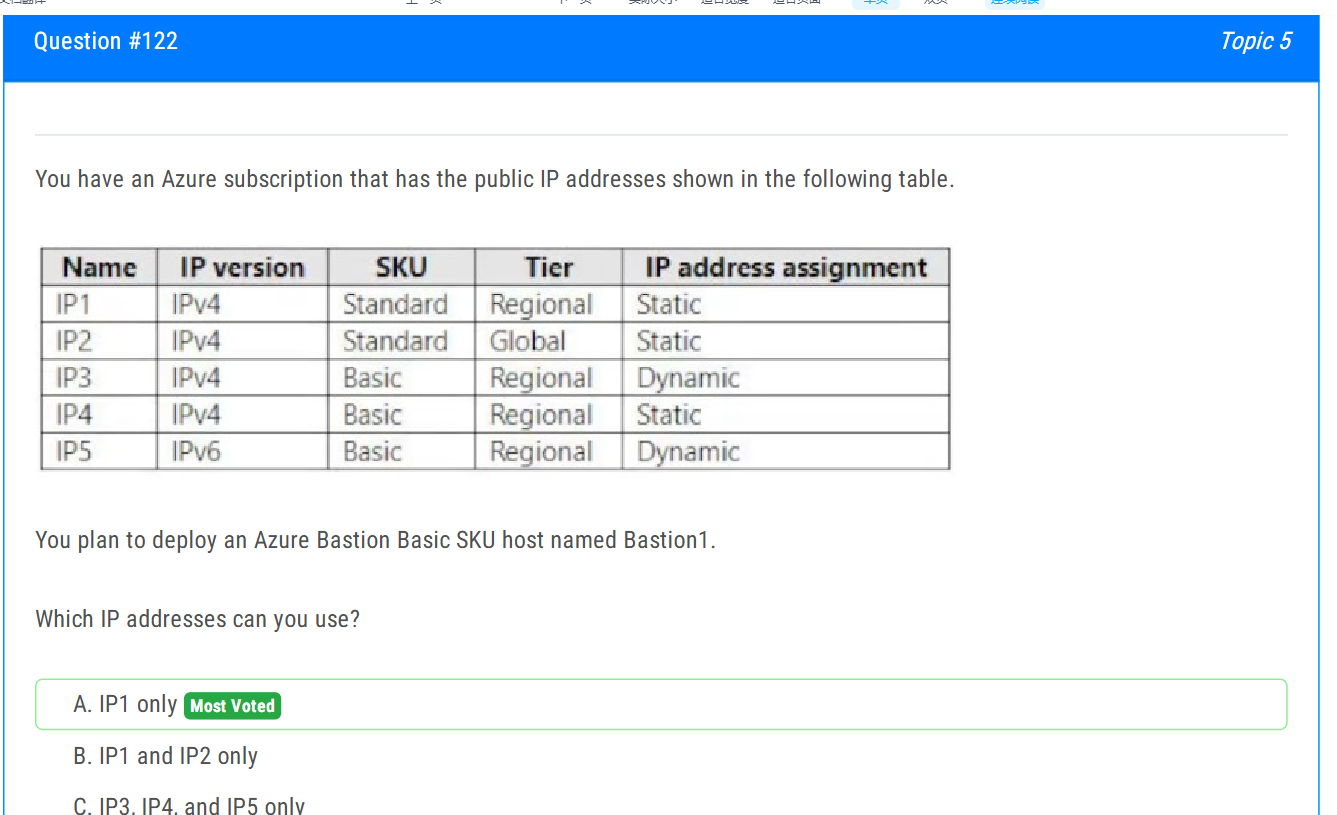 Question #122 Topic 5
You have an Azure subscription that has the public IP addresses shown in the following table.
Name IP version SKU Tier IP address assignment
IP1 IPv4 Standard Regional Static
IP2 IPv4 Standard Global Static
IP3 IPv4 Basic Regional Dynamic
IP4 IPv4 Basic Regional Static
IP5 IPv6 Basic Regional Dynamic
You plan to deploy an Azure Bastion Basic SKU host named Bastion1.
Which IP addresses can you use?
A. IP1 only Most Voted
B. IP1 and IP2 only
C. IP3, IP4, and IP5 only